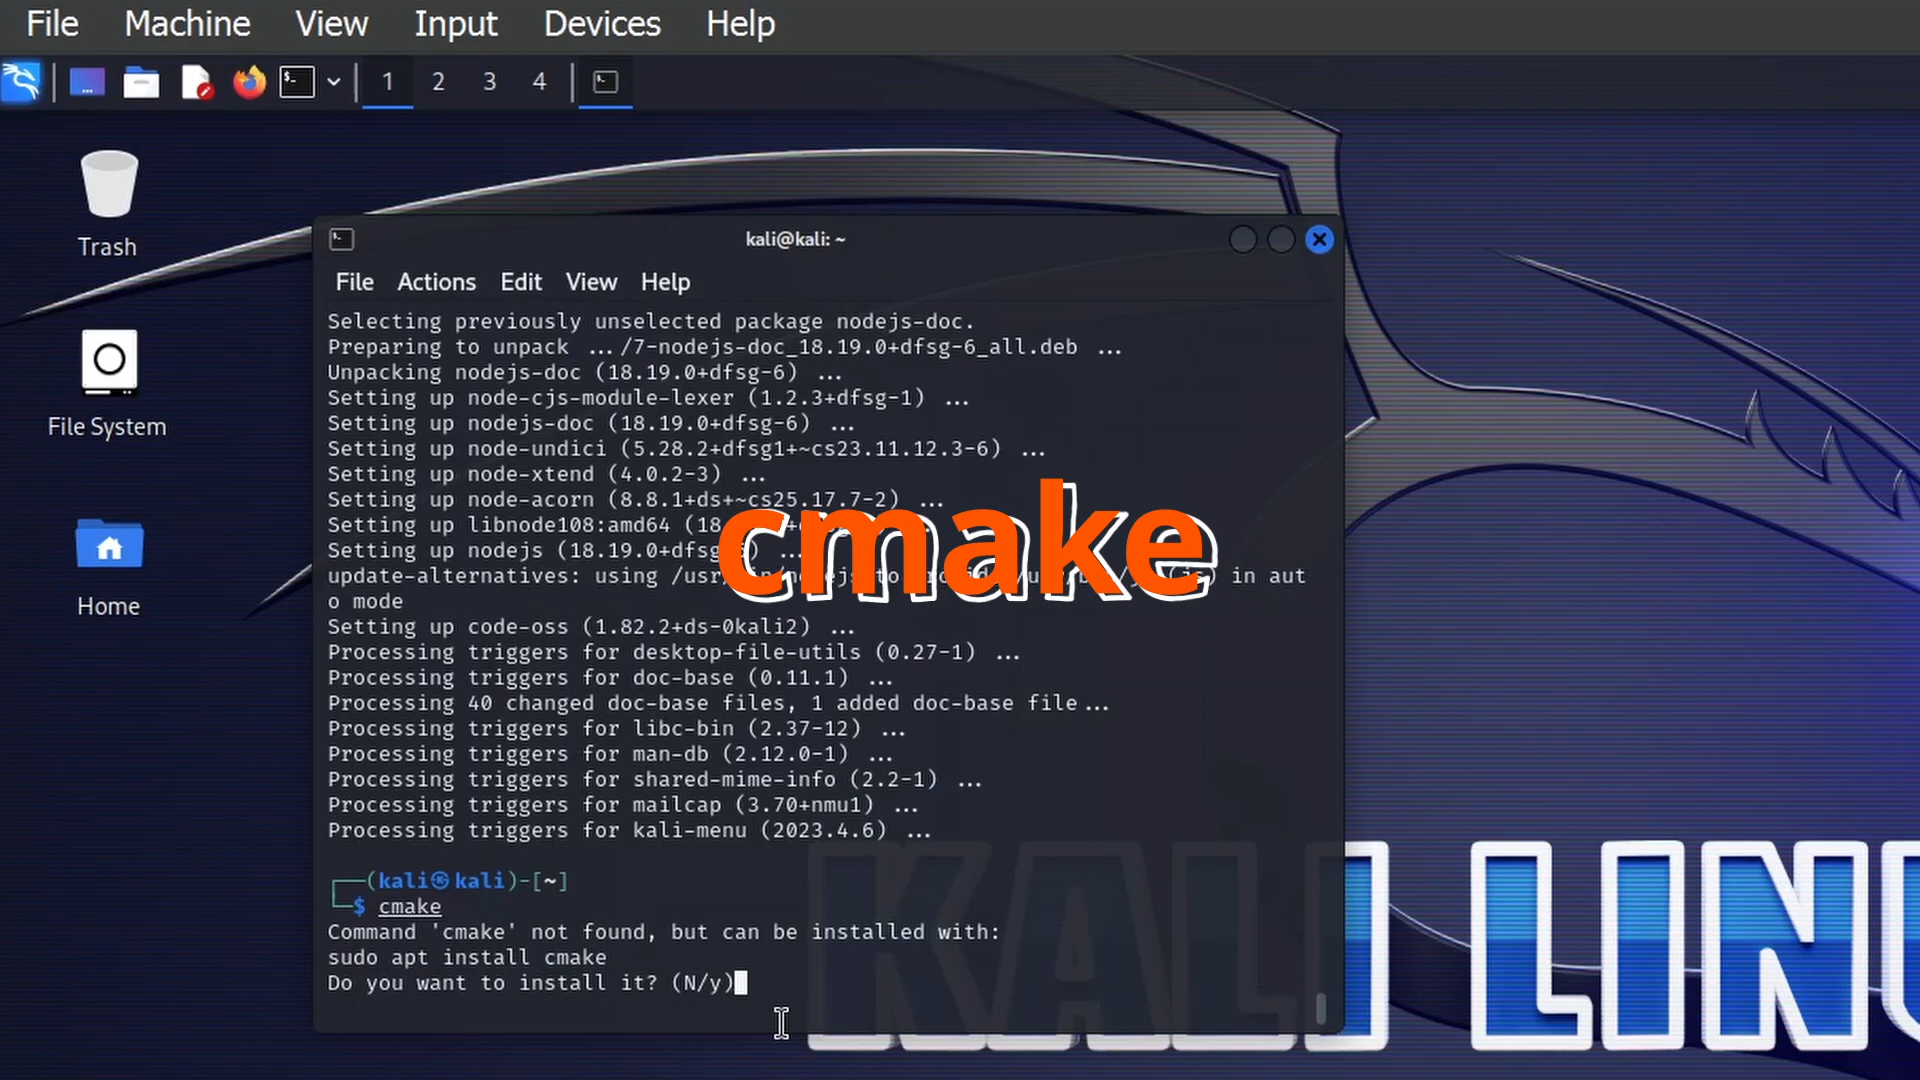 File Machine View Input Devices Help
1 2 3 4
Trash
File System
Home
kali@kali: ~
File Actions Edit View Help
Selecting previously unselected package nodejs-doc.
Preparing to unpack .../7-nodejs-doc_18.19.0+dfsg-6_all.deb ...
Unpacking nodejs-doc (18.19.0+dfsg-6) ...
Setting up node-cjs-module-lexer (1.2.3+dfsg-1) ...
Setting up nodejs-doc (18.19.0+dfsg-6) ...
Setting up node-undici (5.28.2+dfsg1+~cs23.11.12.3-6) ...
Setting up node-xtend (4.0.2-3) ...
Setting up node-acorn (8.8.1+ds+~cs25.17.7-2) ...
Setting up libnode108:amd64
Setting up nodejs
update-alternatives: using in aut
o mode
cmake
Setting up code-oss (1.82.2+ds-0kali2) ...
Processing triggers for desktop-file-utils (0.27-1) ...
Processing triggers for doc-base (0.11.1) ...
Processing 40 changed doc-base files, 1 added doc-base file...
Processing triggers for libc-bin (2.37-12) ...
Processing triggers for man-db (2.12.0-1) ...
Processing triggers for shared-mime-info (2.2-1) ...
Processing triggers for mailcap (3.70+nmu1) ...
Processing triggers for kali-menu (2023.4.6) ...
(kali㉿kali)-[~]
$ cmake
Command 'cmake' not found, but can be installed with:
sudo apt install cmake
Do you want to install it? (N/y)
KALI LINU